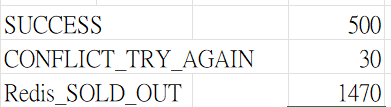 SUCCESS 500
CONFLICT_TRY_AGAIN 30
Redis_SOLD_OUT 1470